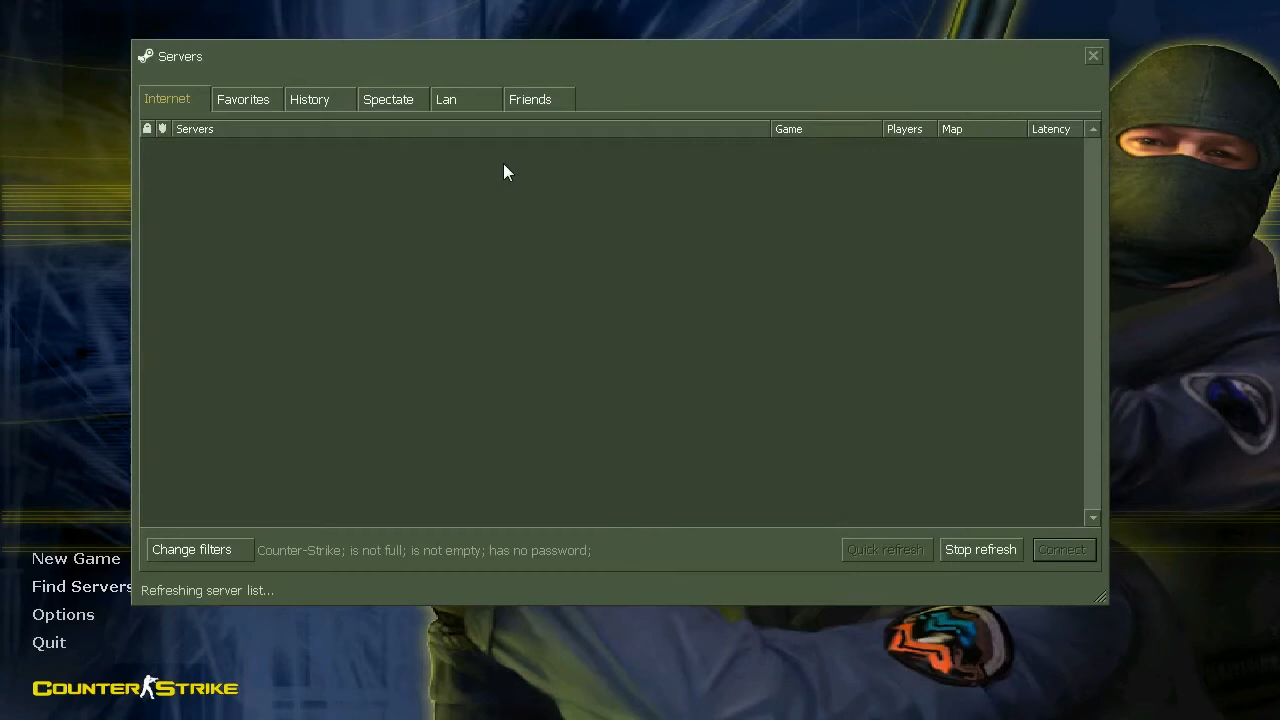 Servers
Internet Favorites History Spectate Lan Friends
Servers Game Players Map Latency
Change filters Counter-Strike; is not full; is not empty; has no password; Quick refresh Stop refresh Connect
Refreshing server list...
New Game
Find Servers
Options
Quit
COUNTER STRIKE